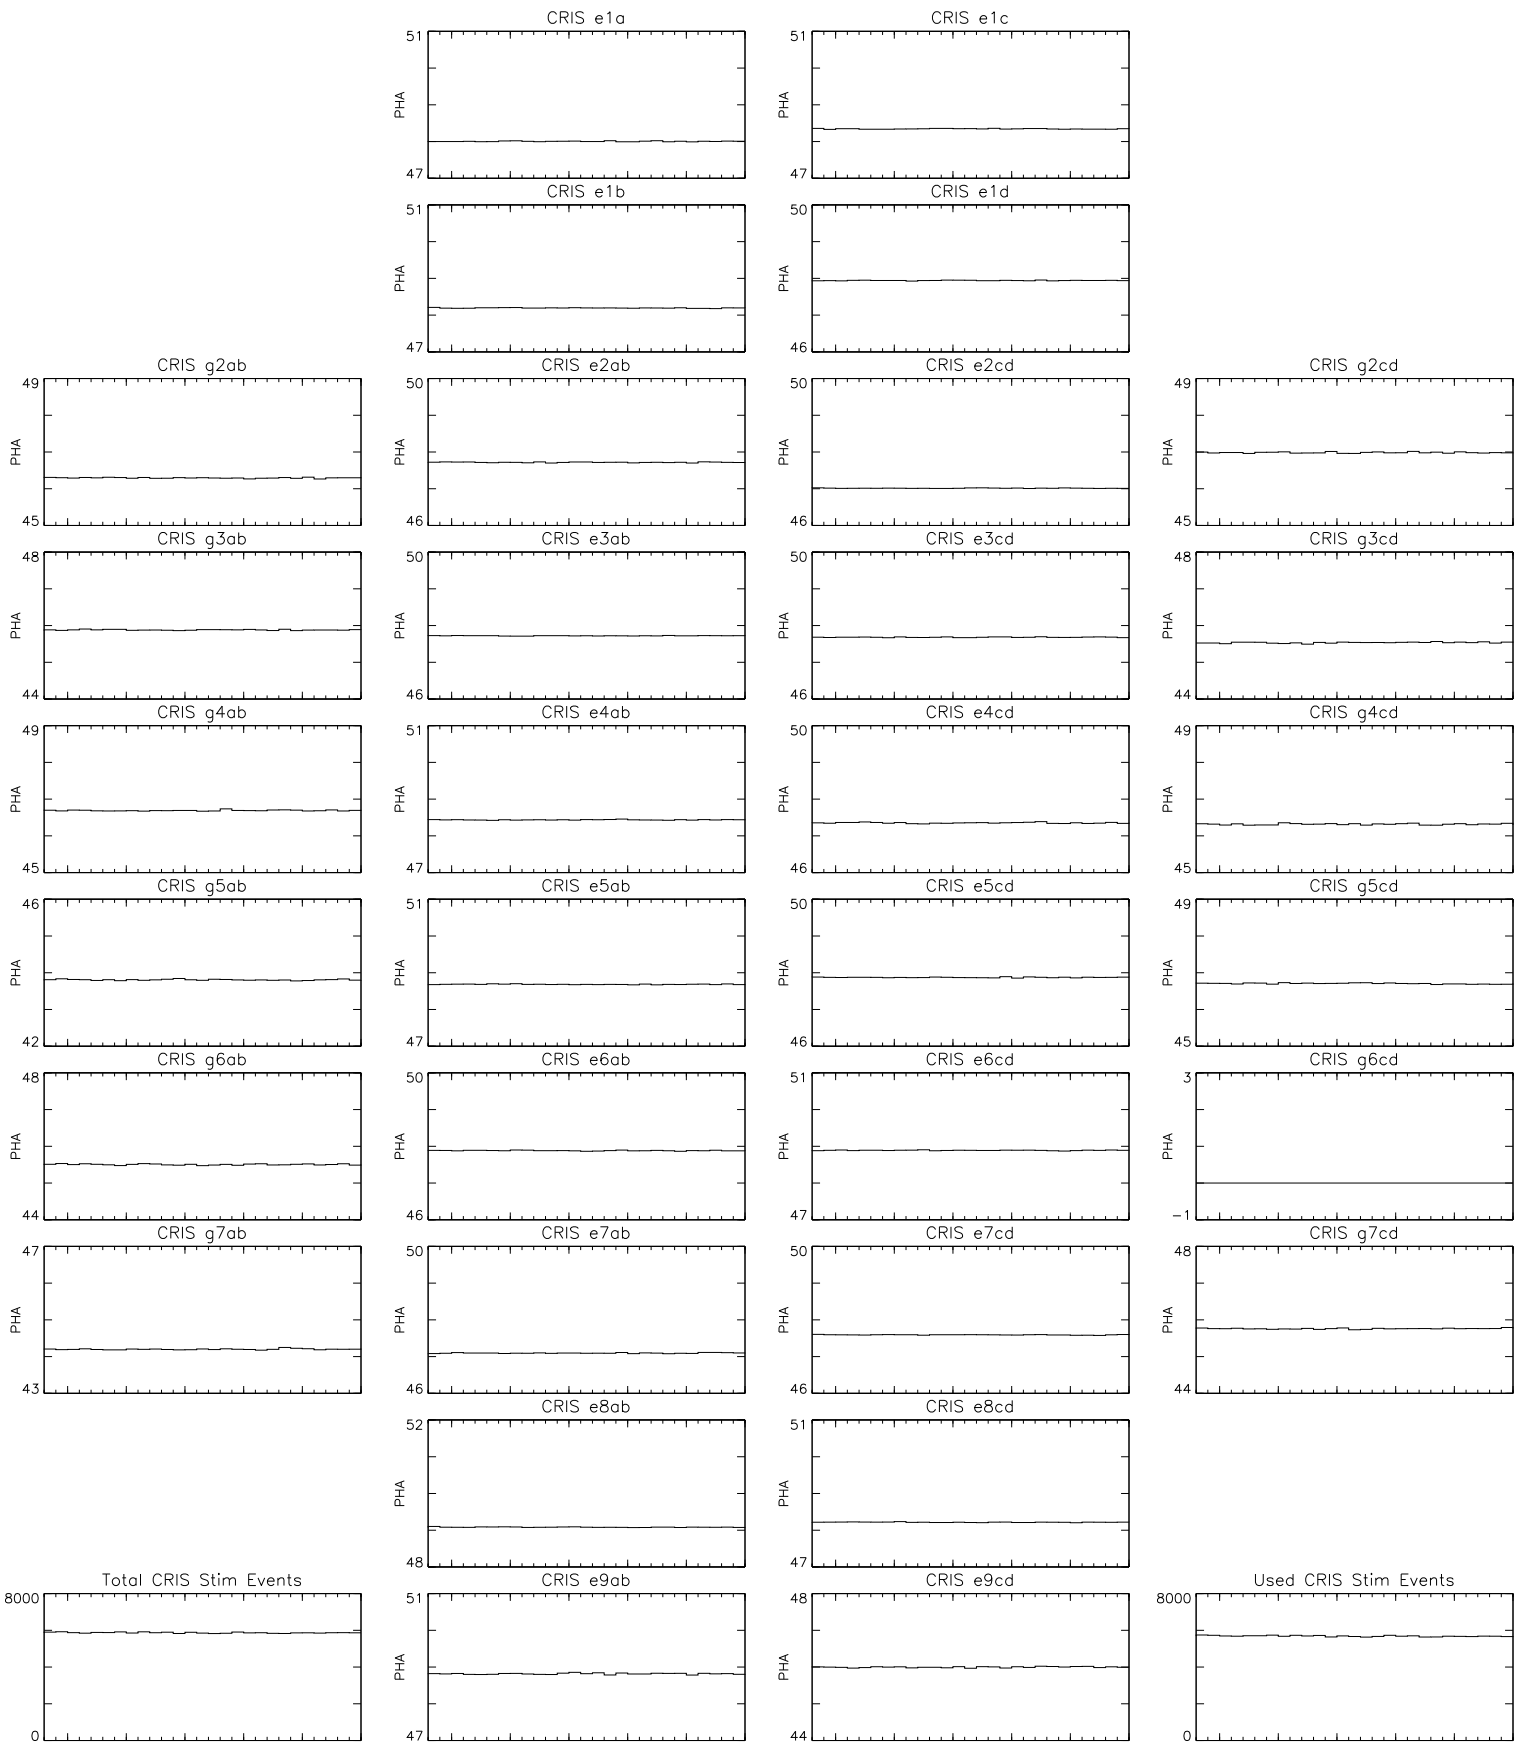 CRIS e1a
CRIS e1c
51
PHA
47
51
PHA
47
CRIS e1b
CRIS e1d
51
PHA
47
50
PHA
46
CRIS g2ab
CRIS e2ab
CRIS e2cd
CRIS g2cd
49
PHA
45
50
PHA
46
50
PHA
46
49
PHA
45
CRIS g3ab
CRIS e3ab
CRIS e3cd
CRIS g3cd
48
PHA
44
50
PHA
46
50
PHA
46
48
PHA
44
CRIS g4ab
CRIS e4ab
CRIS e4cd
CRIS g4cd
49
PHA
45
51
PHA
47
50
PHA
46
49
PHA
45
CRIS g5ab
CRIS e5ab
CRIS e5cd
CRIS g5cd
46
PHA
42
51
PHA
47
50
PHA
46
49
PHA
45
CRIS g6ab
CRIS e6ab
CRIS e6cd
CRIS g6cd
48
PHA
44
50
PHA
46
51
PHA
47
3
PHA
-1
CRIS g7ab
CRIS e7ab
CRIS e7cd
CRIS g7cd
47
PHA
43
50
PHA
46
50
PHA
46
48
PHA
44
CRIS e8ab
CRIS e8cd
52
PHA
48
51
PHA
47
Total CRIS Stim Events
CRIS e9ab
CRIS e9cd
Used CRIS Stim Events
8000
0
51
PHA
47
48
PHA
44
8000
0